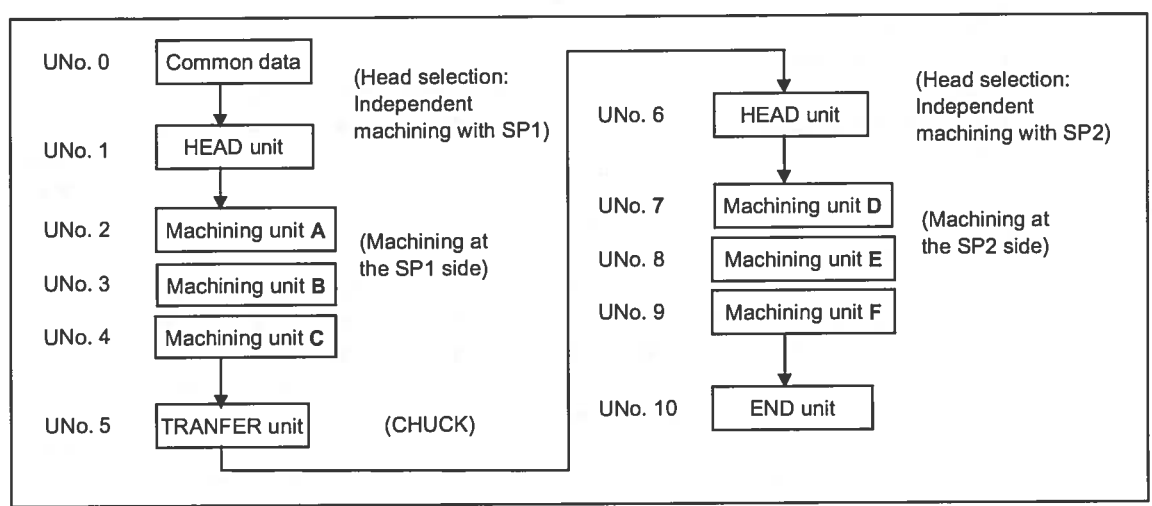 UNo. 0 Common data
(Head selection:
Independent
machining with SP1)
UNo. 1 HEAD unit
UNo. 2 Machining unit A
(Machining at
the SP1 side)
UNo. 3 Machining unit B
UNo. 4 Machining unit C
UNo. 5 TRANFER unit (CHUCK)
(Head selection:
Independent
machining with SP2)
UNo. 6 HEAD unit
UNo. 7 Machining unit D
(Machining at
the SP2 side)
UNo. 8 Machining unit E
UNo. 9 Machining unit F
UNo. 10 END unit